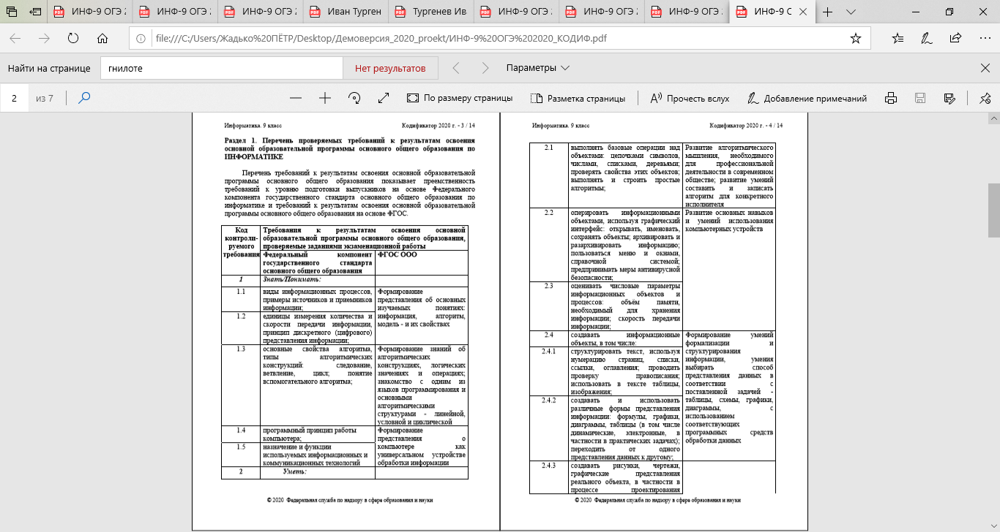 ИНФ-9 ОГЭ 2
ИНФ-9 ОГЭ 2
ИНФ-9 ОГЭ 2
Иван Турген
Тургенев Ив
ИНФ-9 ОГЭ 2
ИНФ-9 ОГЭ 2
ИНФ-9 ОГЭ 2
ИНФ-9 О
file:///C:/Users/Жадько%20ПЁТР/Desktop/Демоверсия_2020_proekt/ИНФ-9%20ОГЭ%202020_КОДИФ.pdf
Найти на странице
гнилоте
Нет результатов
Параметры
2 из 7
По размеру страницы
Разметка страницы
Прочесть вслух
Добавление примечаний
Информатика. 9 класс Кодификатор 2020 г. - 3 / 14
Раздел 1. Перечень проверяемых требований к результатам освоения
основной образовательной программы основного общего образования по
ИНФОРМАТИКЕ
Перечень требований к результатам освоения основной образовательной
программы основного общего образования показывает преемственность
требований к уровню подготовки выпускников на основе Федерального
компонента государственного стандарта основного общего образования по
информатике и требований к результатам освоения основной образовательной
программы основного общего образования на основе ФГОС.
Код
контроли-
руемого
требования
Требования к результатам освоения основной
образовательной программы основного общего образования,
проверяемые заданиями экзаменационной работы
Федеральный компонент
государственного стандарта
основного общего образования
ФГОС ООО
1 Знать/Понимать:
1.1
виды информационных процессов,
примеры источников и приемников
информации;
Формирование
представления об основных
изучаемых понятиях:
информация, алгоритм,
модель - и их свойствах
1.2
единицы измерения количества и
скорости передачи информации,
принцип дискретного (цифрового)
представления информации;
1.3
основные свойства алгоритма,
типы алгоритмических
конструкций: следование,
ветвление, цикл; понятие
вспомогательного алгоритма;
Формирование знаний об
алгоритмических
конструкциях, логических
значениях и операциях;
знакомство с одним из
языков программирования и
основными
алгоритмическими
структурами - линейной,
условной и циклической
1.4
программный принцип работы
компьютера;
Формирование
представления о
компьютере как
универсальном устройстве
обработки информации
1.5
назначение и функции
используемых информационных и
коммуникационных технологий
2 Уметь:
© 2020 Федеральная служба по надзору в сфере образования и науки
Информатика. 9 класс Кодификатор 2020 г. - 4 / 14
2.1
выполнять базовые операции над
объектами: цепочками символов,
числами, списками, деревьями;
проверять свойства этих объектов;
выполнять и строить простые
алгоритмы;
Развитие алгоритмического
мышления, необходимого
для профессиональной
деятельности в современном
обществе; развитие умений
составить и записать
алгоритм для конкретного
исполнителя
2.2
оперировать информационными
объектами, используя графический
интерфейс: открывать, именовать,
сохранять объекты; архивировать и
разархивировать информацию;
пользоваться меню и окнами,
справочной системой;
предпринимать меры антивирусной
безопасности;
Развитие основных навыков
и умений использования
компьютерных устройств
2.3
оценивать числовые параметры
информационных объектов и
процессов: объём памяти,
необходимый для хранения
информации; скорость передачи
информации;
2.4
создавать информационные
объекты, в том числе:
Формирование умений
формализации и
структурирования
информации, умения
выбирать способ
представления данных в
соответствии с
поставленной задачей -
таблицы, схемы, графики,
диаграммы, с
использованием
соответствующих
программных средств
обработки данных
2.4.1
структурировать текст, используя
нумерацию страниц, списки,
ссылки, оглавления; проводить
проверку правописания;
использовать в тексте таблицы,
изображения;
2.4.2
создавать и использовать
различные формы представления
информации: формулы, графики,
диаграммы, таблицы (в том числе
динамические, электронные, в
частности в практических задачах);
переходить от одного
представления данных к другому;
2.4.3
создавать рисунки, чертежи,
графические представления
реального объекта, в частности в
процессе проектирования
© 2020 Федеральная служба по надзору в сфере образования и науки